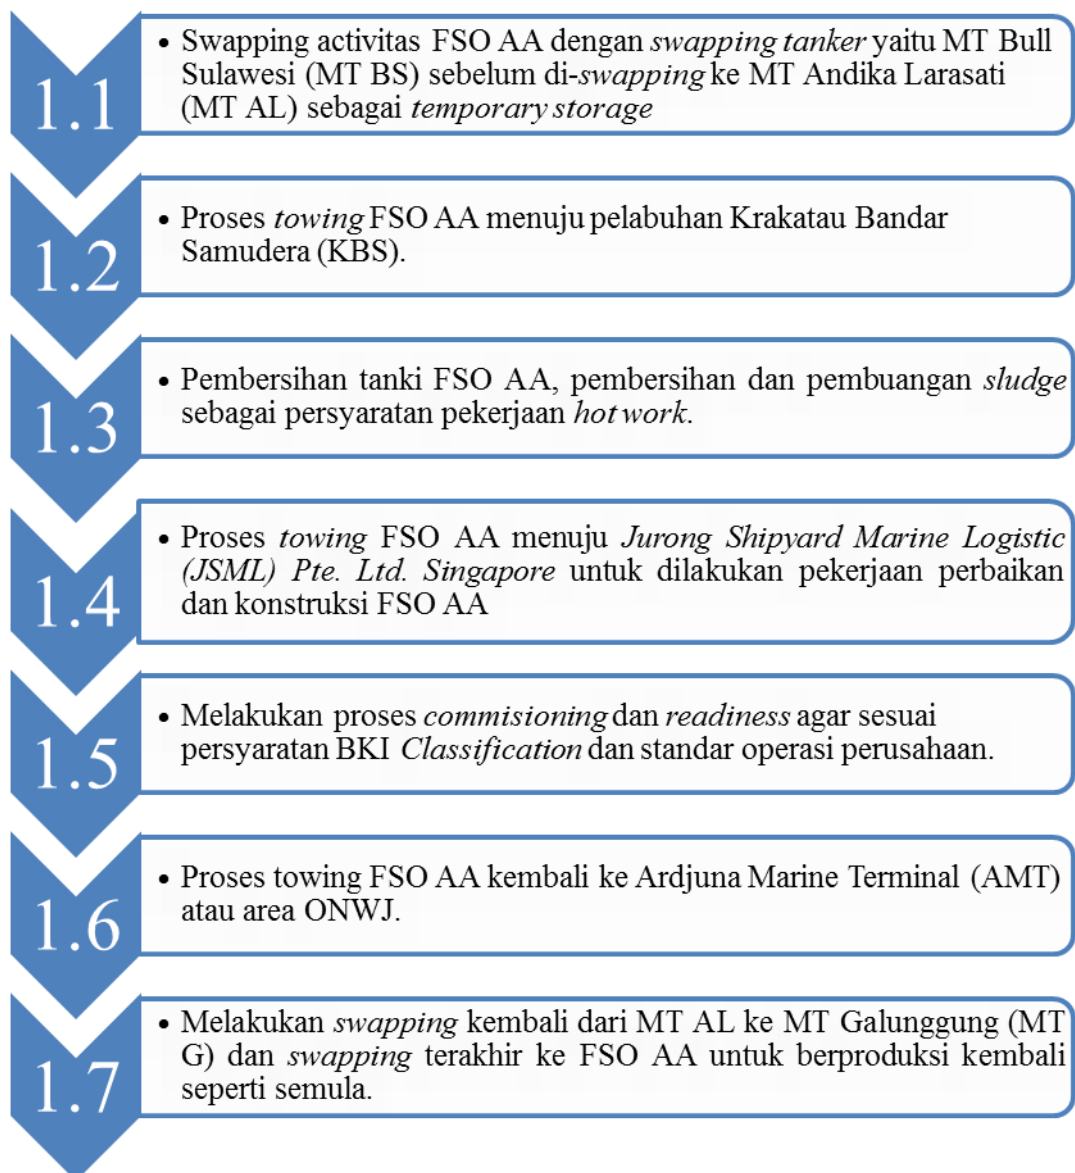 1.1
• Swapping activitas FSO AA dengan swapping tanker yaitu MT Bull
Sulawesi (MT BS) sebelum di-swapping ke MT Andika Larasati
(MT AL) sebagai temporary storage
1.2
• Proses towing FSO AA menuju pelabuhan Krakatau Bandar
Samudera (KBS).
1.3
• Pembersihan tanki FSO AA, pembersihan dan pembuangan sludge
sebagai persyaratan pekerjaan hot work.
1.4
• Proses towing FSO AA menuju Jurong Shipyard Marine Logistic
(JSML) Pte. Ltd. Singapore untuk dilakukan pekerjaan perbaikan
dan konstruksi FSO AA
1.5
• Melakukan proses commisioning dan readiness agar sesuai
persyaratan BKI Classification dan standar operasi perusahaan.
1.6
• Proses towing FSO AA kembali ke Ardjuna Marine Terminal (AMT)
atau area ONWJ.
1.7
• Melakukan swapping kembali dari MT AL ke MT Galunggung (MT
G) dan swapping terakhir ke FSO AA untuk berproduksi kembali
seperti semula.